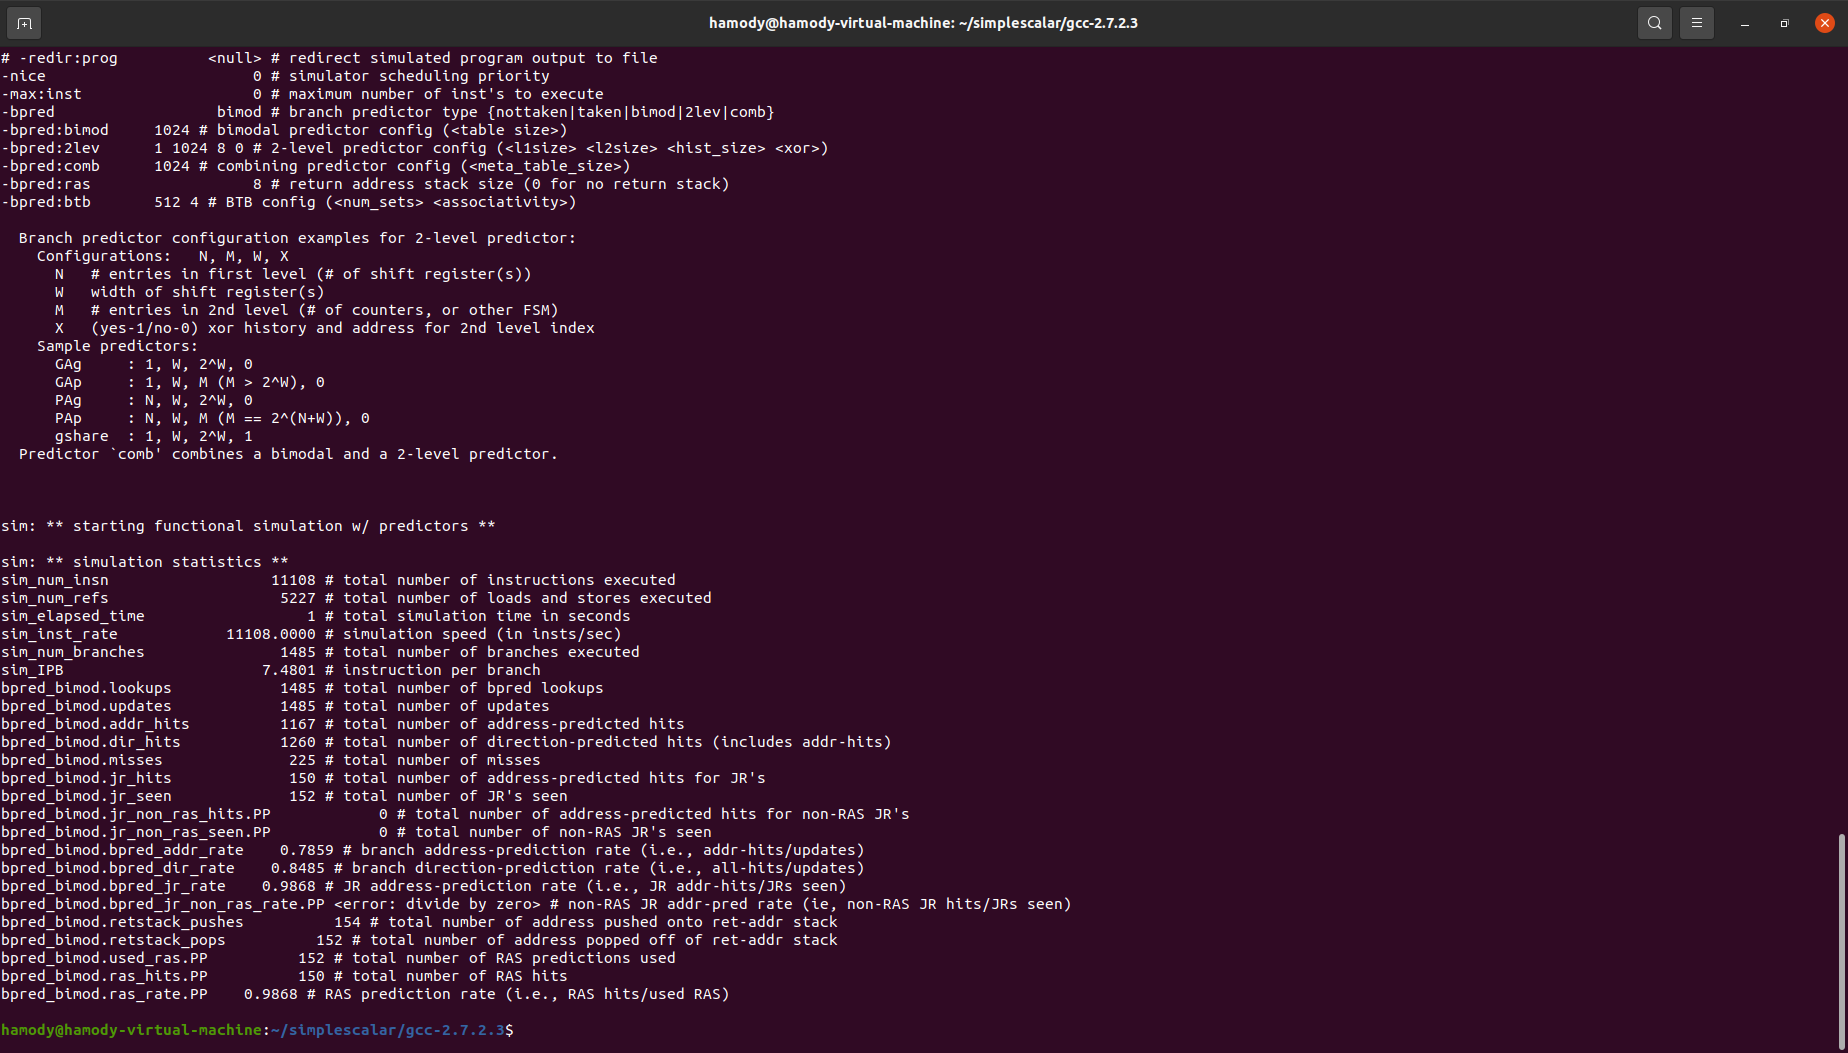 hamody@hamody-virtual-machine: ~/simplescalar/gcc-2.7.2.3
# -redir:prog          <null> # redirect simulated program output to file
-nice                       0 # simulator scheduling priority
-max:inst                   0 # maximum number of inst's to execute
-bpred                  bimod # branch predictor type {nottaken|taken|bimod|2lev|comb}
-bpred:bimod     1024 # bimodal predictor config (<table size>)
-bpred:2lev      1 1024 8 0 # 2-level predictor config (<l1size> <l2size> <hist_size> <xor>)
-bpred:comb      1024 # combining predictor config (<meta_table_size>)
-bpred:ras                  8 # return address stack size (0 for no return stack)
-bpred:btb       512 4 # BTB config (<num_sets> <associativity>)
  Branch predictor configuration examples for 2-level predictor:
    Configurations:   N, M, W, X
      N   # entries in first level (# of shift register(s))
      W   width of shift register(s)
      M   # entries in 2nd level (# of counters, or other FSM)
      X   (yes-1/no-0) xor history and address for 2nd level index
    Sample predictors:
      GAg     : 1, W, 2^W, 0
      GAp     : 1, W, M (M > 2^W), 0
      PAg     : N, W, 2^W, 0
      PAp     : N, W, M (M == 2^(N+W)), 0
      gshare  : 1, W, 2^W, 1
  Predictor `comb' combines a bimodal and a 2-level predictor.
sim: ** starting functional simulation w/ predictors **
sim: ** simulation statistics **
sim_num_insn                  11108 # total number of instructions executed
sim_num_refs                   5227 # total number of loads and stores executed
sim_elapsed_time                  1 # total simulation time in seconds
sim_inst_rate            11108.0000 # simulation speed (in insts/sec)
sim_num_branches               1485 # total number of branches executed
sim_IPB                      7.4801 # instruction per branch
bpred_bimod.lookups            1485 # total number of bpred lookups
bpred_bimod.updates            1485 # total number of updates
bpred_bimod.addr_hits          1167 # total number of address-predicted hits
bpred_bimod.dir_hits           1260 # total number of direction-predicted hits (includes addr-hits)
bpred_bimod.misses              225 # total number of misses
bpred_bimod.jr_hits             150 # total number of address-predicted hits for JR's
bpred_bimod.jr_seen             152 # total number of JR's seen
bpred_bimod.jr_non_ras_hits.PP            0 # total number of address-predicted hits for non-RAS JR's
bpred_bimod.jr_non_ras_seen.PP            0 # total number of non-RAS JR's seen
bpred_bimod.bpred_addr_rate    0.7859 # branch address-prediction rate (i.e., addr-hits/updates)
bpred_bimod.bpred_dir_rate    0.8485 # branch direction-prediction rate (i.e., all-hits/updates)
bpred_bimod.bpred_jr_rate    0.9868 # JR address-prediction rate (i.e., JR addr-hits/JRs seen)
bpred_bimod.bpred_jr_non_ras_rate.PP <error: divide by zero> # non-RAS JR addr-pred rate (ie, non-RAS JR hits/JRs seen)
bpred_bimod.retstack_pushes          154 # total number of address pushed onto ret-addr stack
bpred_bimod.retstack_pops          152 # total number of address popped off of ret-addr stack
bpred_bimod.used_ras.PP          152 # total number of RAS predictions used
bpred_bimod.ras_hits.PP          150 # total number of RAS hits
bpred_bimod.ras_rate.PP    0.9868 # RAS prediction rate (i.e., RAS hits/used RAS)
hamody@hamody-virtual-machine:~/simplescalar/gcc-2.7.2.3$